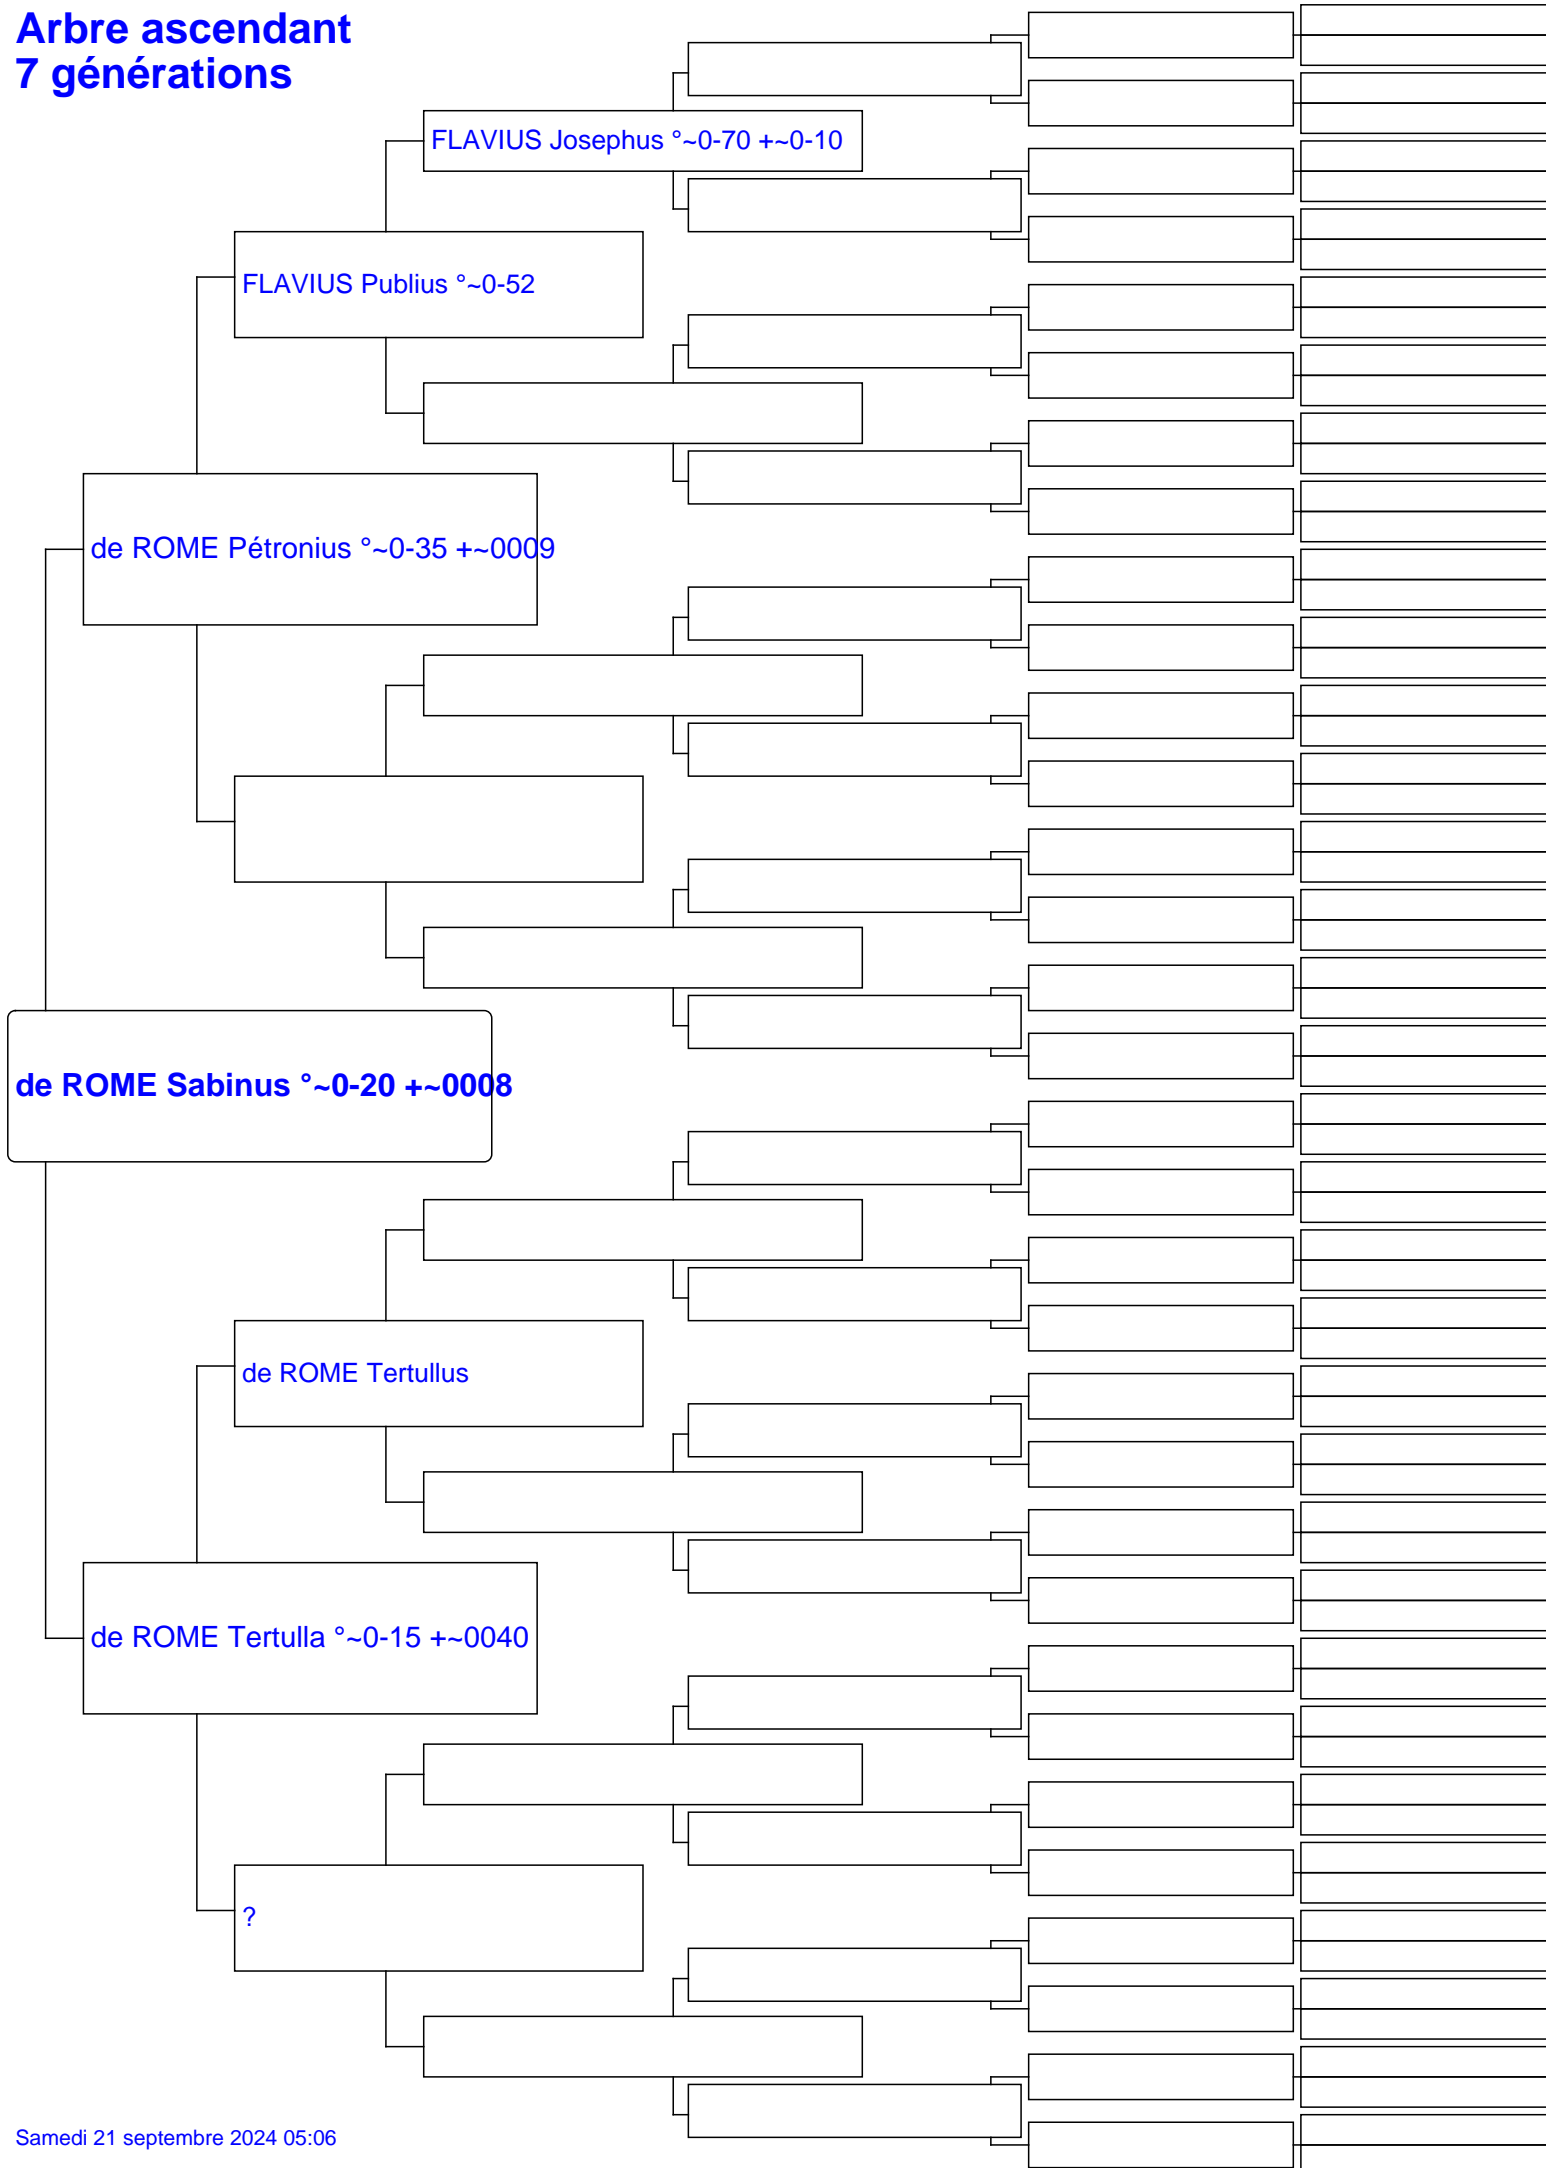 Arbre ascendant
7 générations
FLAVIUS Josephus °~0-70 +~0-10
FLAVIUS Publius °~0-52
de ROME Pétronius °~0-35 +~0009
de ROME Sabinus °~0-20 +~0008
de ROME Tertullus
de ROME Tertulla °~0-15 +~0040
?
Samedi 21 septembre 2024 05:06